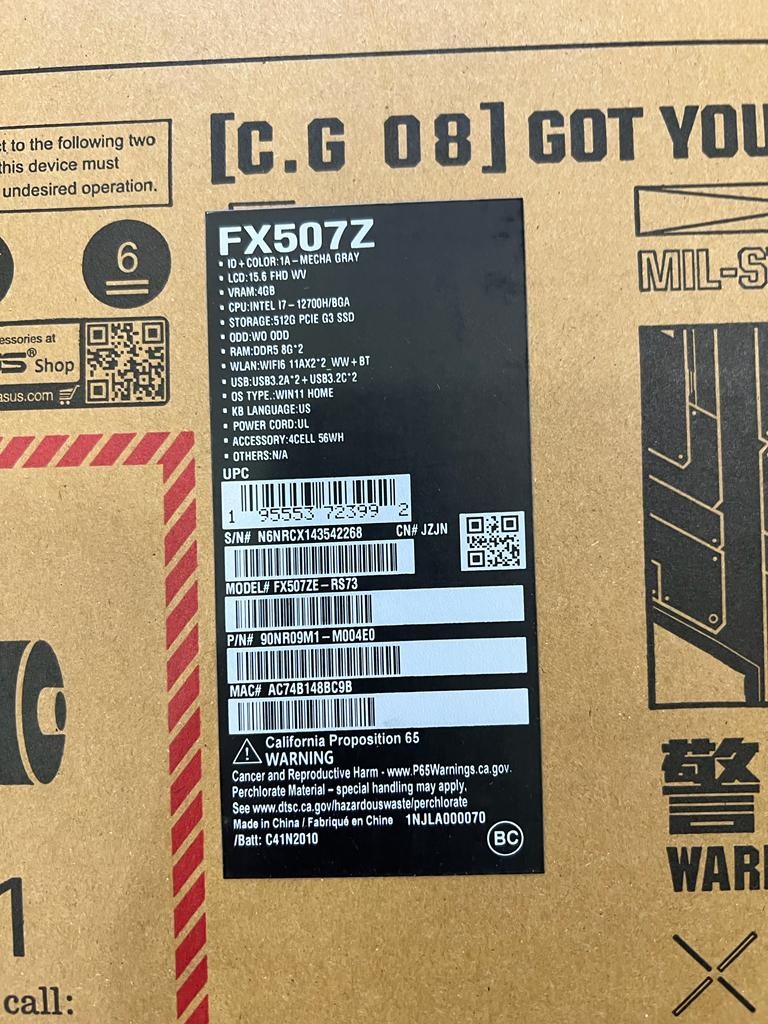 [C.G 08] GOT YOU
ct to the following two
this device must
undesired operation.
6
FX507Z
• ID+COLOR:1A-MECHA GRAY
• LCD:15.6 FHD WV
• VRAM:4GB
• CPU:INTEL I7-12700H/BGA
• STORAGE:512G PCIE G3 SSD
• ODD:WO ODD
• RAM:DDR5 8G*2
• WLAN:WIFI6 11AX2*2_WW+BT
• USB:USB3.2A*2+USB3.2C*2
• OS TYPE.:WIN11 HOME
• KB LANGUAGE:US
• POWER CORD:UL
• ACCESSORY:4CELL 56WH
• OTHERS:N/A
UPC
1 95553 72399 2
S/N# N6NRCX143542268 CN# JZJN
MODEL# FX507ZE-RS73
P/N# 90NR09M1-M004E0
MAC# AC74B148BC9B
California Proposition 65
WARNING
Cancer and Reproductive Harm - www.P65Warnings.ca.gov.
Perchlorate Material - special handling may apply,
See www.dtsc.ca.gov/hazardouswaste/perchlorate
Made in China / Fabriqué en Chine 1NJLA000070
/Batt: C41N2010
BC
MIL-S
essories at
S® Shop
asus.com
警
WAR
1
call: